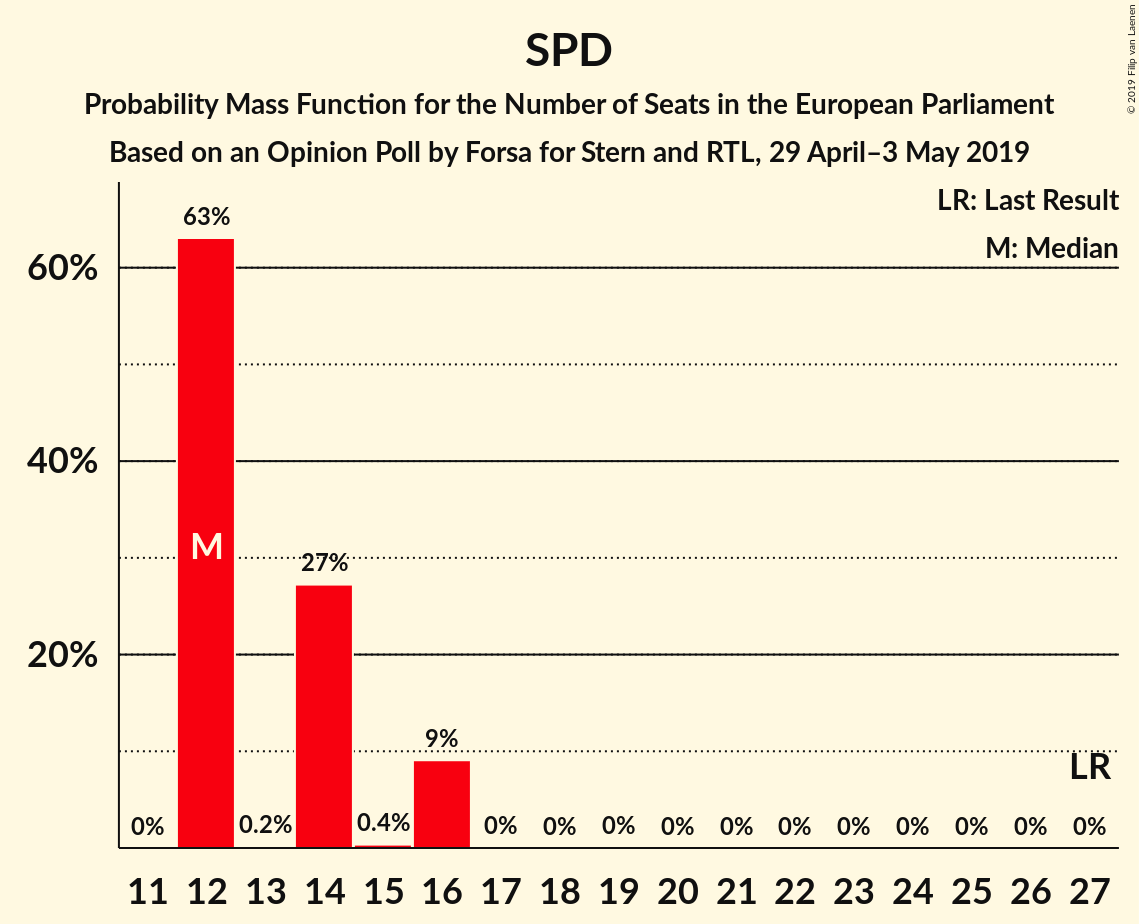 SPD
Probability Mass Function for the Number of Seats in the European Parliament
Based on an Opinion Poll by Forsa for Stern and RTL, 29 April–3 May 2019
© 2019 Filip van Laenen
LR: Last Result
M: Median
60%
40%
20%
63%
M
27%
9%
LR
0%
0.2%
0.4%
0%
0%
0%
0%
0%
0%
0%
0%
0%
0%
0%
11 12 13 14 15 16 17 18 19 20 21 22 23 24 25 26 27